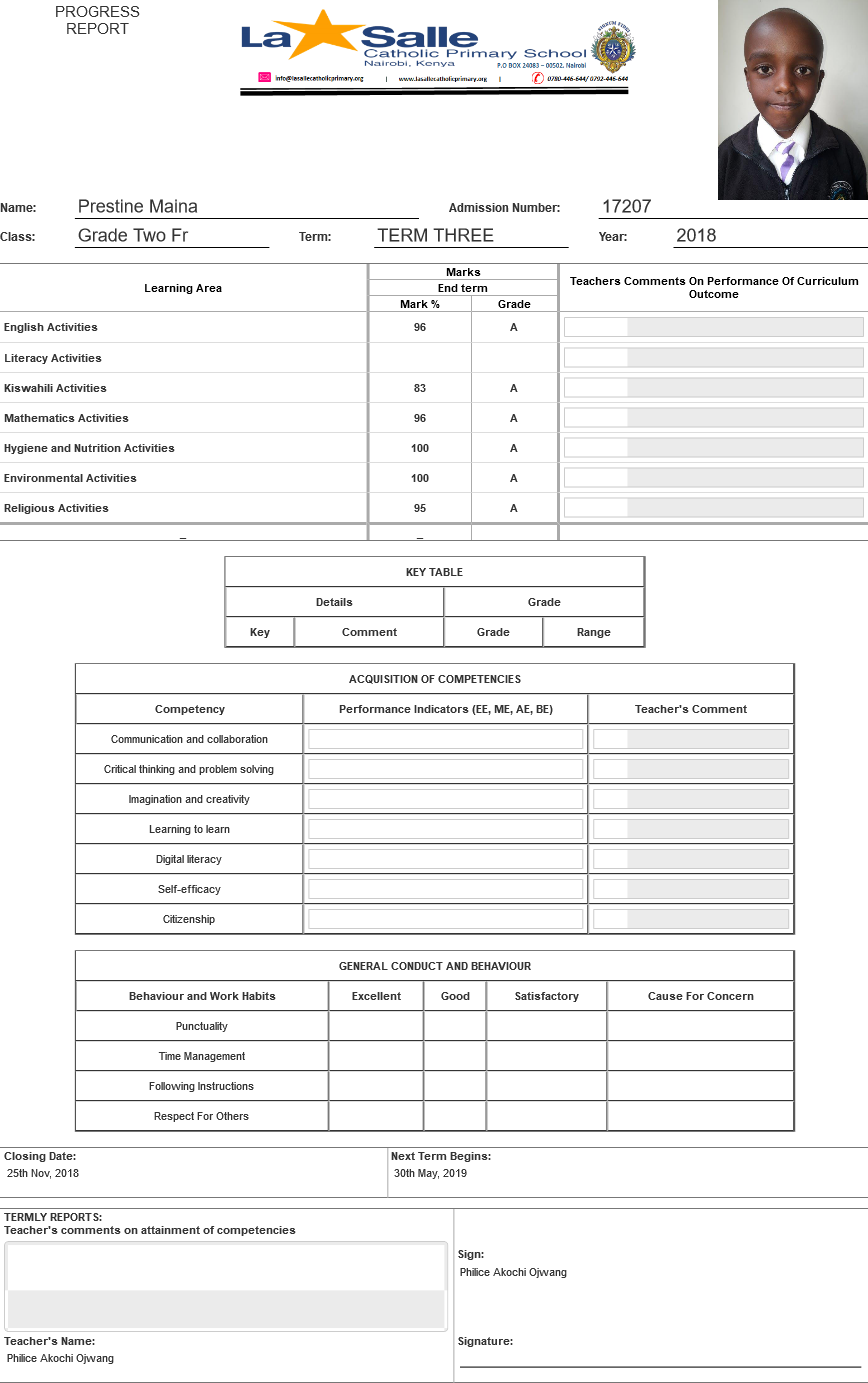 PROGRESS
REPORT
La Salle
Catholic Primary School
Nairobi, Kenya
P.O BOX 24083 – 00502, Nairobi
info@lasallecatholicprimary.org | www.lasallecatholicprimary.org | 0780-446-644/ 0792-446-644
Name: Prestine Maina Admission Number: 17207
Class: Grade Two Fr Term: TERM THREE Year: 2018
Learning Area Marks Teachers Comments On Performance Of Curriculum Outcome
End term
Mark % Grade
English Activities 96 A
Literacy Activities
Kiswahili Activities 83 A
Mathematics Activities 96 A
Hygiene and Nutrition Activities 100 A
Environmental Activities 100 A
Religious Activities 95 A
_ _
KEY TABLE
Details Grade
Key Comment Grade Range
ACQUISITION OF COMPETENCIES
Competency Performance Indicators (EE, ME, AE, BE) Teacher's Comment
Communication and collaboration
Critical thinking and problem solving
Imagination and creativity
Learning to learn
Digital literacy
Self-efficacy
Citizenship
GENERAL CONDUCT AND BEHAVIOUR
Behaviour and Work Habits Excellent Good Satisfactory Cause For Concern
Punctuality
Time Management
Following Instructions
Respect For Others
Closing Date: Next Term Begins:
25th Nov, 2018 30th May, 2019
TERMLY REPORTS:
Teacher's comments on attainment of competencies
Sign:
Philice Akochi Ojwang
Teacher's Name: Signature:
Philice Akochi Ojwang